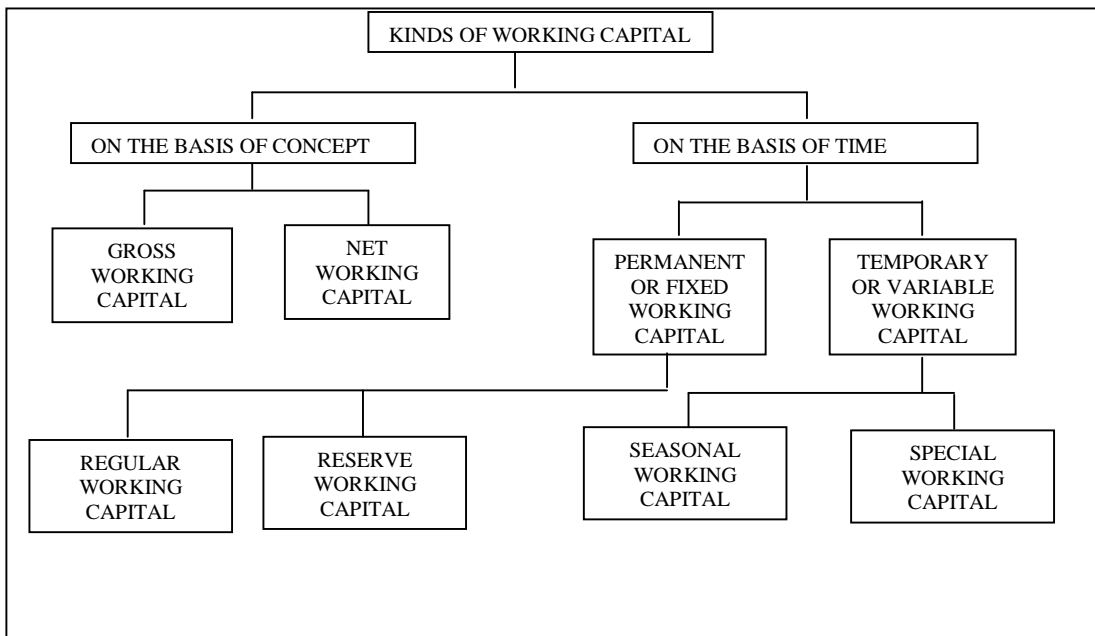 KINDS OF WORKING CAPITAL
ON THE BASIS OF CONCEPT
ON THE BASIS OF TIME
GROSS
WORKING
CAPITAL
NET
WORKING
CAPITAL
PERMANENT
OR FIXED
WORKING
CAPITAL
TEMPORARY
OR VARIABLE
WORKING
CAPITAL
REGULAR
WORKING
CAPITAL
RESERVE
WORKING
CAPITAL
SEASONAL
WORKING
CAPITAL
SPECIAL
WORKING
CAPITAL